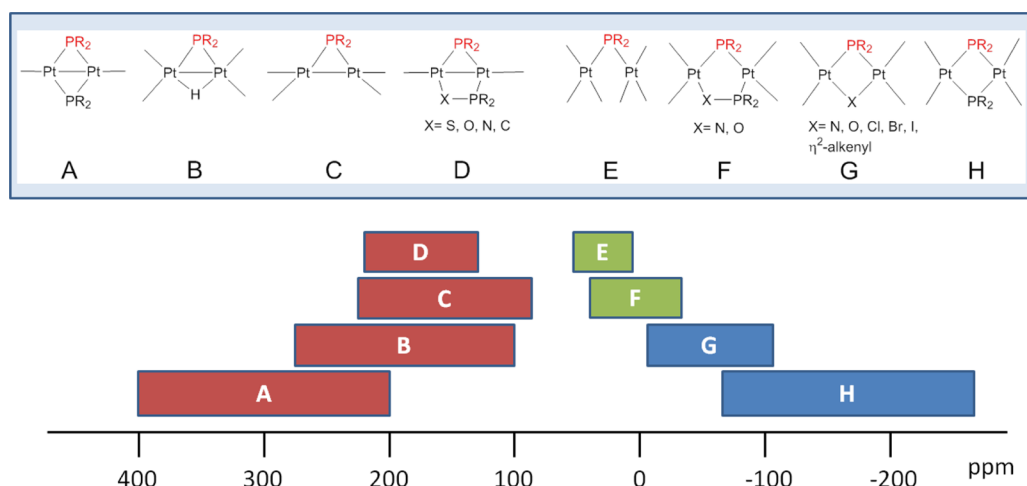 PR2 PR2 PR2 PR2 PR2 PR2 PR2 PR2
Pt Pt Pt Pt Pt Pt Pt Pt Pt Pt Pt Pt Pt Pt Pt Pt
PR2 H X PR2 X PR2 X PR2
X= S, O, N, C X= N, O X= N, O, Cl, Br, I,
η2-alkenyl
A B C D E F G H
D E
C F
B G
A H
400 300 200 100 0 -100 -200 ppm